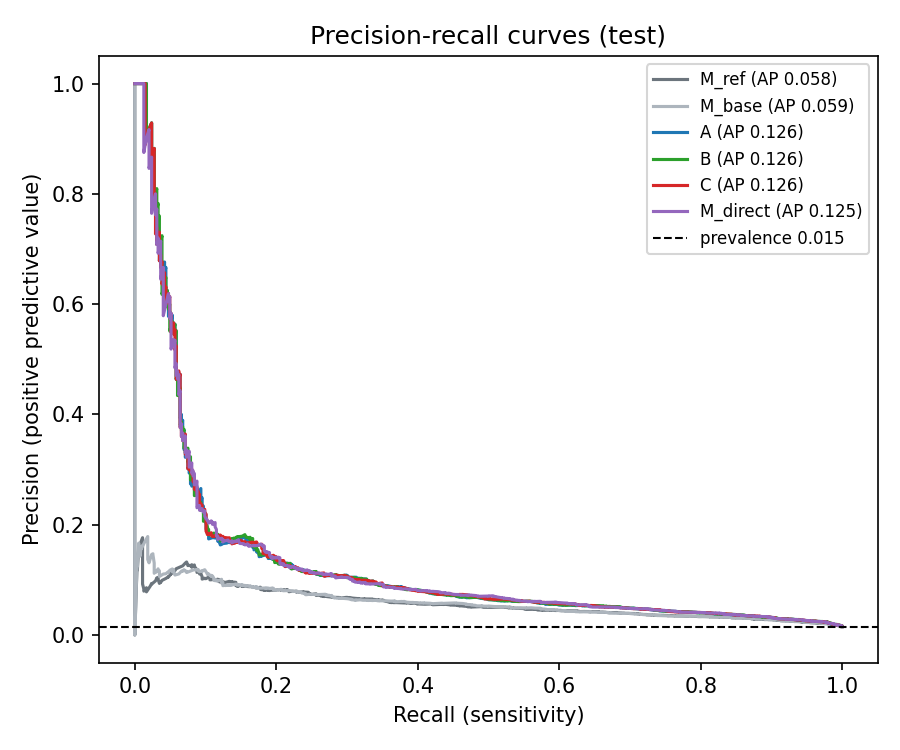 Precision-recall curves (test)
Precision (positive predictive value)
1.0
0.8
0.6
0.4
0.2
0.0
M_ref (AP 0.058)
M_base (AP 0.059)
A (AP 0.126)
B (AP 0.126)
C (AP 0.126)
M_direct (AP 0.125)
prevalence 0.015
0.0 0.2 0.4 0.6 0.8 1.0
Recall (sensitivity)